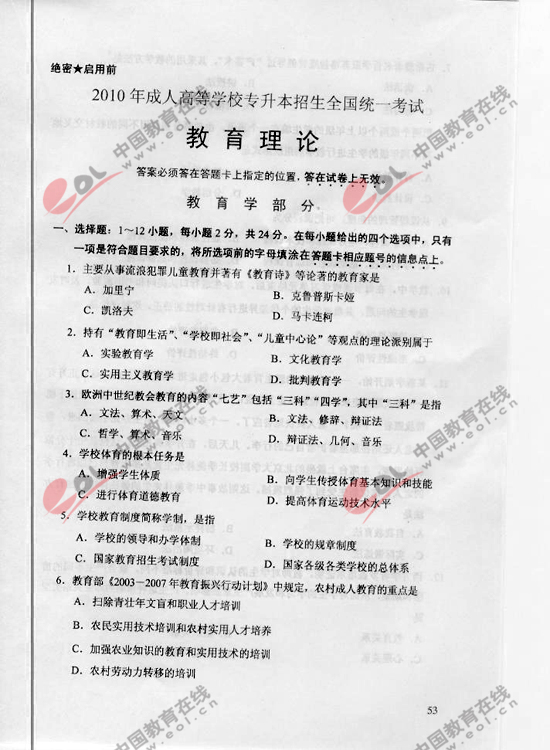 绝密★启用前
2010 年成人高等学校专升本招生全国统一考试
教育理论
答案必须答在答题卡上指定的位置,答在试卷上无效。
教育学部分
一、选择题:1～12小题,每小题2分,共24分。在每小题给出的四个选项中,只有
一项是符合题目要求的,将所选项前的字母填涂在答题卡相应题号的信息点上。
1. 主要从事流浪犯罪儿童教育并著有《教育诗》等论著的教育家是
A. 加里宁 B. 克鲁普斯卡娅
C. 凯洛夫 D. 马卡连柯
2. 持有“教育即生活”、“学校即社会”、“儿童中心论”等观点的理论派别属于
A. 实验教育学 B. 文化教育学
C. 实用主义教育学 D. 批判教育学
3. 欧洲中世纪教会教育的内容“七艺”包括“三科”“四学”,其中“三科”是指
A. 文法、算术、天文 B. 文法、修辞、辩证法
C. 哲学、算术、音乐 D. 辩证法、几何、音乐
4. 学校体育的根本任务是
A. 增强学生体质 B. 向学生传授体育基本知识和技能
C. 进行体育道德教育 D. 提高体育运动技术水平
5. 学校教育制度简称学制,是指
A. 学校的领导和办学体制 B. 学校的规章制度
C. 国家教育招生考试制度 D. 国家各级各类学校的总体系
6. 教育部《2003－2007年教育振兴行动计划》中规定,农村成人教育的重点是
A. 扫除青壮年文盲和职业人才培训
B. 农民实用技术培训和农村实用人才培养
C. 加强农业知识的教育和实用技术的培训
D. 农村劳动力转移的培训
53
中国教育在线
www.eol.cn